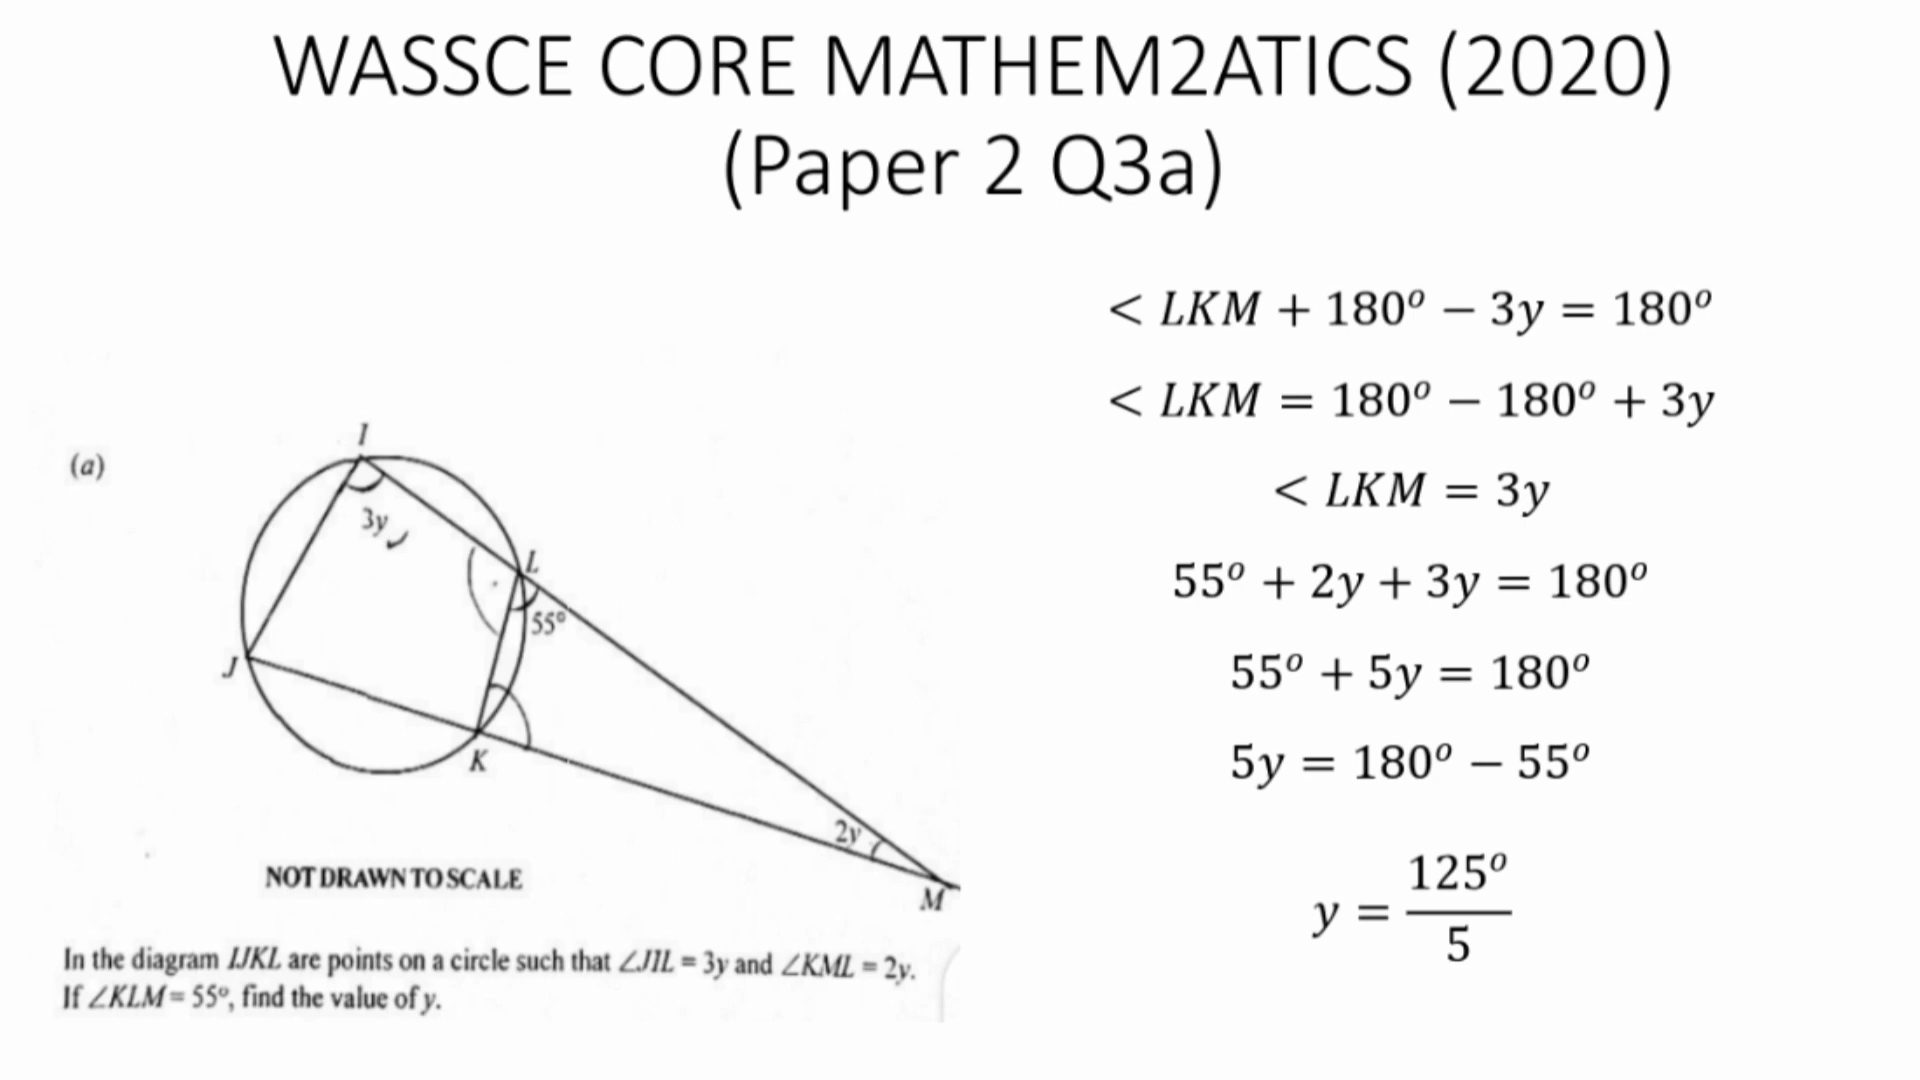 WASSCE CORE MATHEM2ATICS (2020)
(Paper 2 Q3a)
(a)
I
3y
L
55°
J
K
2y
M
NOT DRAWN TO SCALE
In the diagram IJKL are points on a circle such that ∠JIL = 3y and ∠KML = 2y.
If ∠KLM = 55°, find the value of y.
< LKM + 180° − 3y = 180°
< LKM = 180° − 180° + 3y
< LKM = 3y
55° + 2y + 3y = 180°
55° + 5y = 180°
5y = 180° − 55°
y = 125°/5